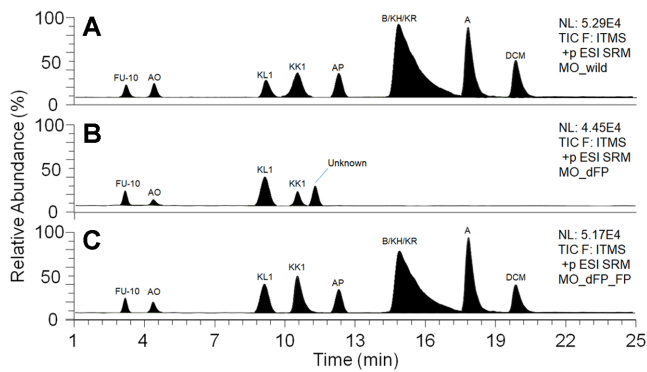 A
100
50
0
FU-10
AO
KL1
KK1
AP
B/KH/KR
A
DCM
NL: 5.29E4
TIC F: ITMS
+p ESI SRM
MO_wild
Relative Abundance (%)
B
100
50
0
FU-10
AO
KL1
KK1
Unknown
NL: 4.45E4
TIC F: ITMS
+p ESI SRM
MO_dFP
C
100
50
0
FU-10
AO
KL1
KK1
AP
B/KH/KR
A
DCM
NL: 5.17E4
TIC F: ITMS
+p ESI SRM
MO_dFP_FP
1 4 7 10 13 16 19 22 25
Time (min)